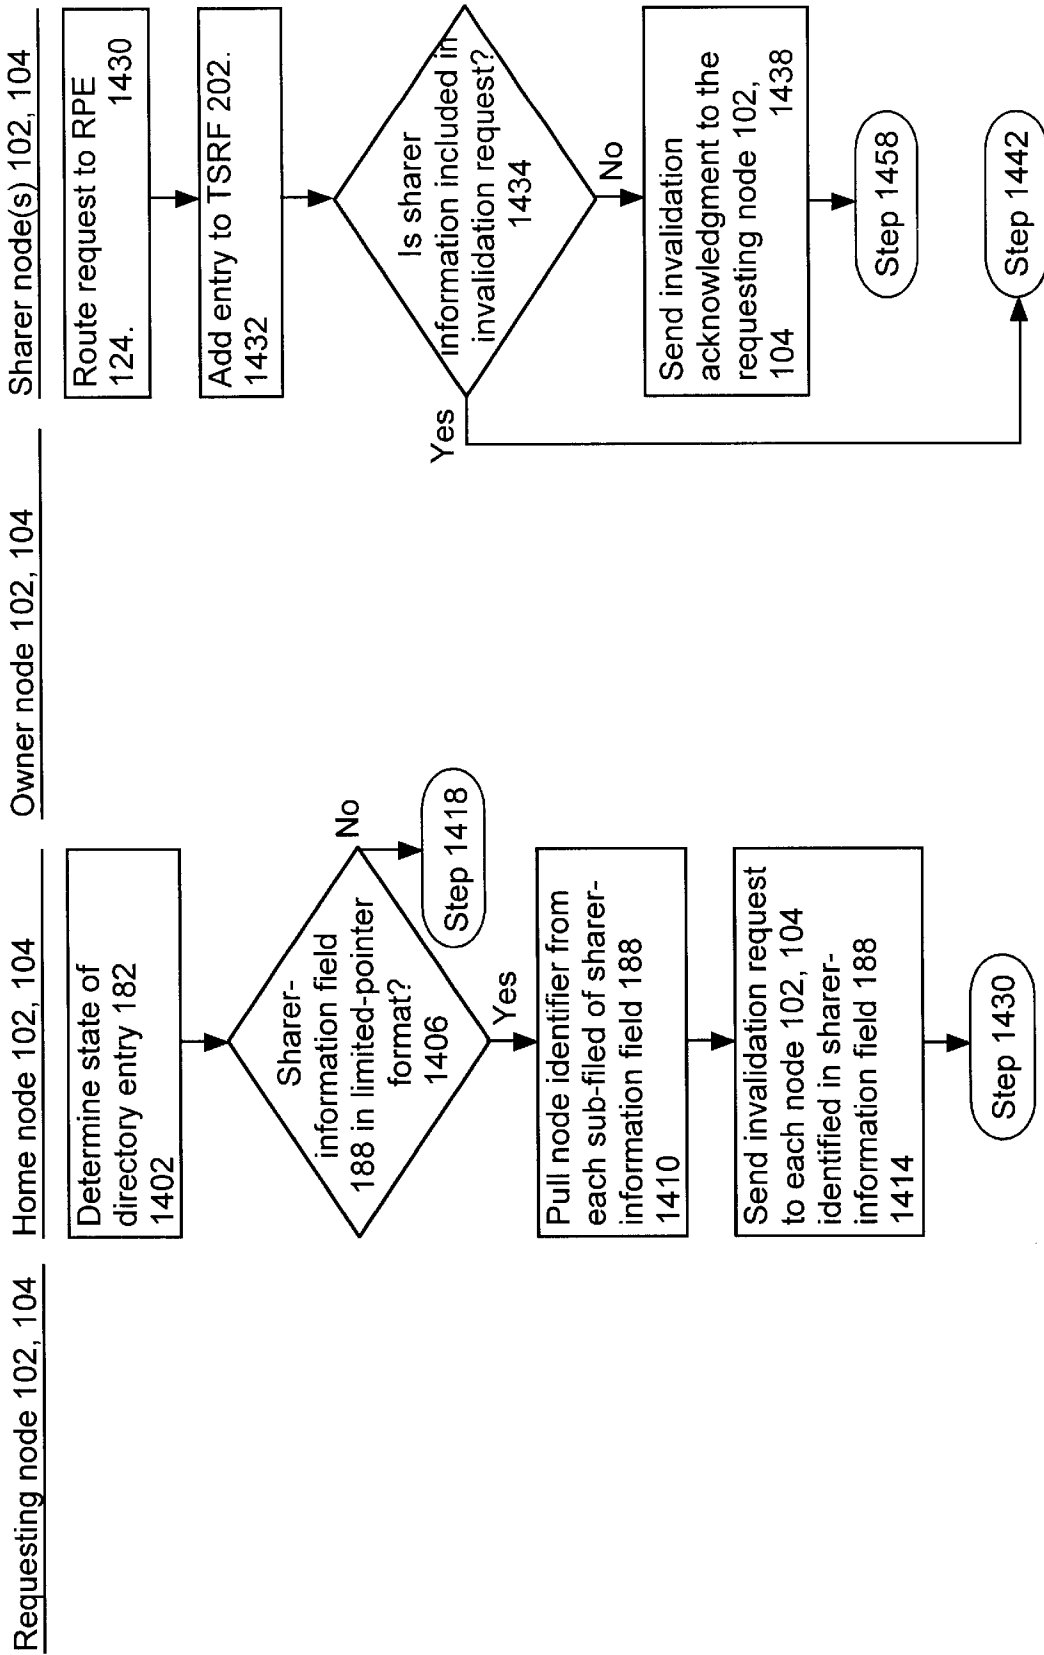 Requesting node 102, 104
Home node 102, 104
Owner node 102, 104
Sharer node(s) 102, 104
Determine state of
directory entry 182
1402
Sharer-
information field
188 in limited-pointer
format?
1406
No
Step 1418
Yes
Pull node identifier from
each sub-filed of sharer-
information field 188
1410
Send invalidation request
to each node 102, 104
identified in sharer-
information field 188
1414
Step 1430
Route request to RPE
124. 1430
Add entry to TSRF 202.
1432
Is sharer
information included in
invalidation request?
1434
Yes
No
Send invalidation
acknowledgment to the
requesting node 102,
104 1438
Step 1458
Step 1442